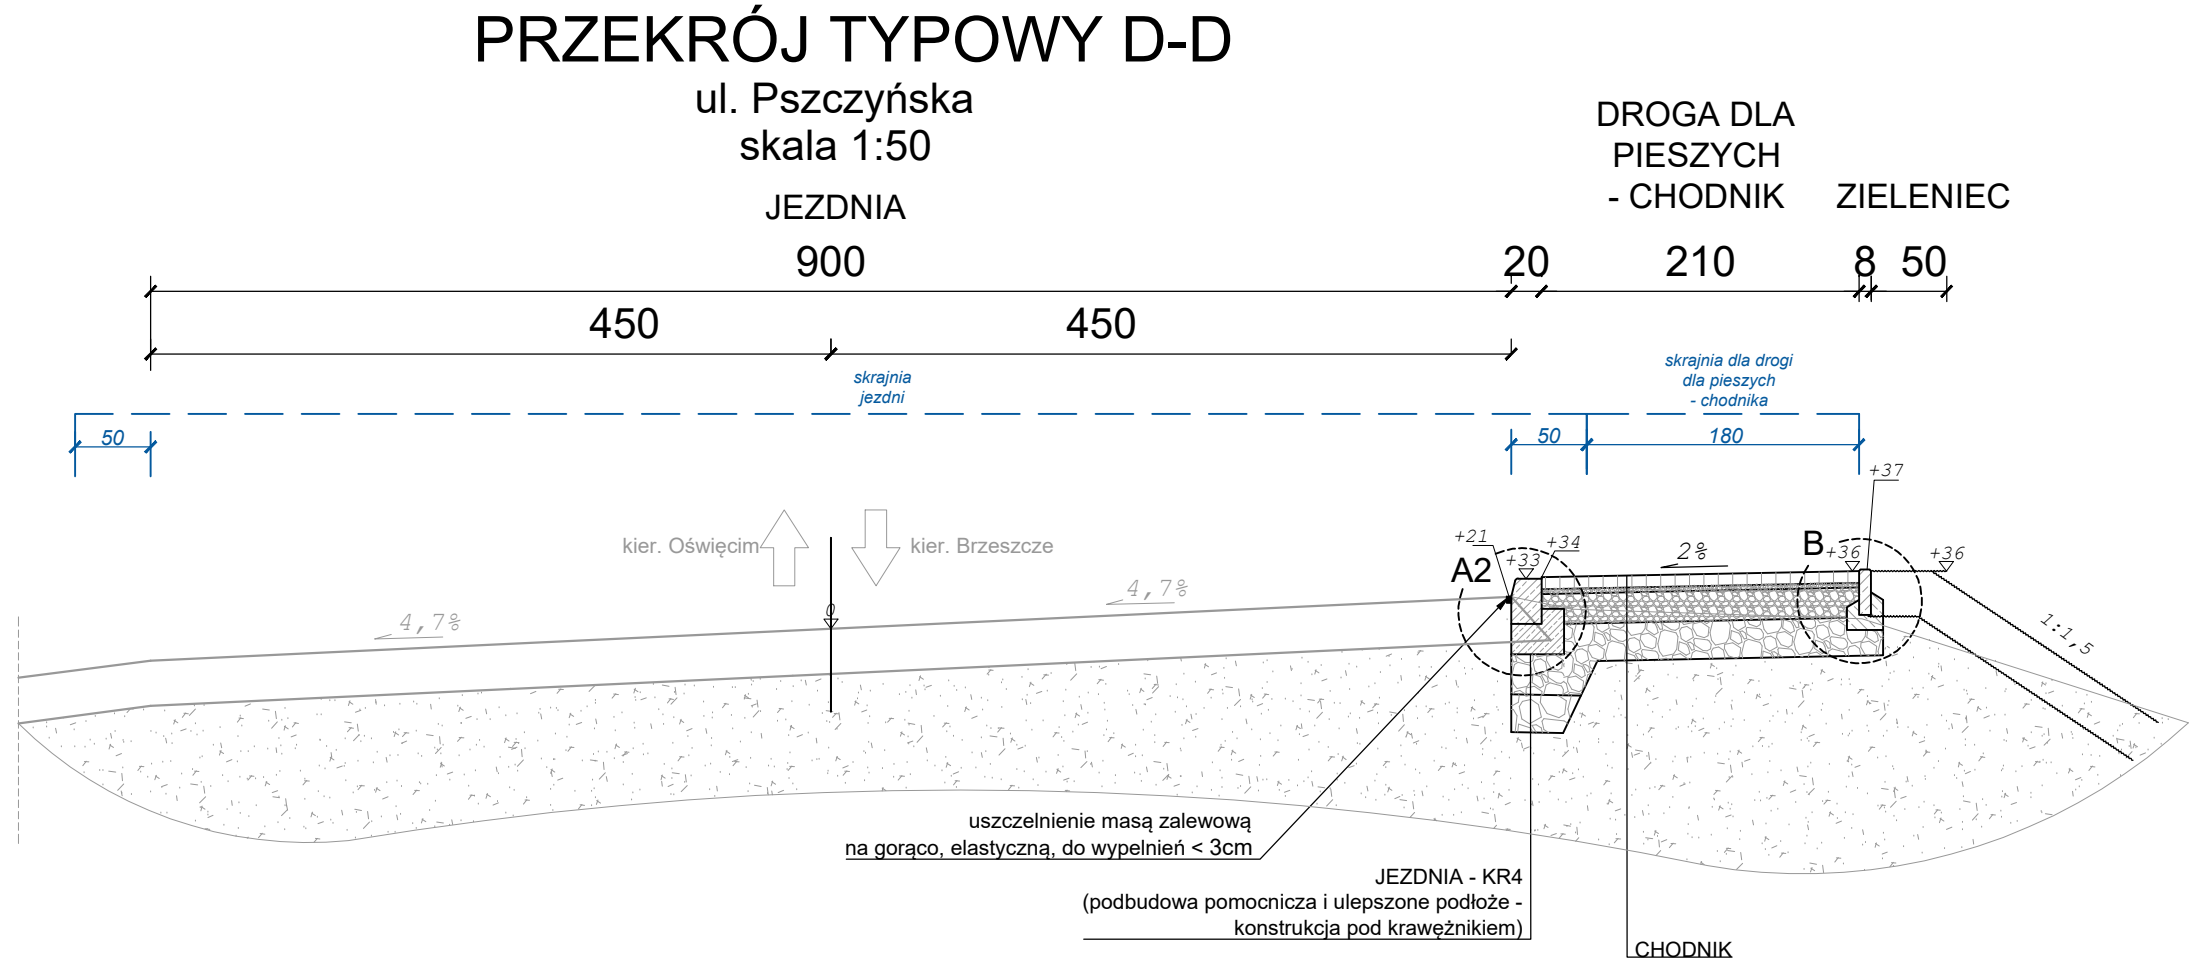 PRZEKRÓJ TYPOWY D-D
ul. Pszczyńska
skala 1:50
DROGA DLA
PIESZYCH
- CHODNIK
ZIELENIEC
JEZDNIA
900
20
210
8
50
450
450
skrajnia
jezdni
skrajnia dla drogi
dla pieszych
- chodnika
50
50
180
+37
kier. Oświęcim
kier. Brzeszcze
+21
+34
A2
+33
2%
B
+36
+36
4,7%
4,7%
0
1:1,5
uszczelnienie masą zalewową
na gorąco, elastyczną, do wypelnień < 3cm
JEZDNIA - KR4
(podbudowa pomocnicza i ulepszone podłoże -
konstrukcja pod krawężnikiem)
CHODNIK